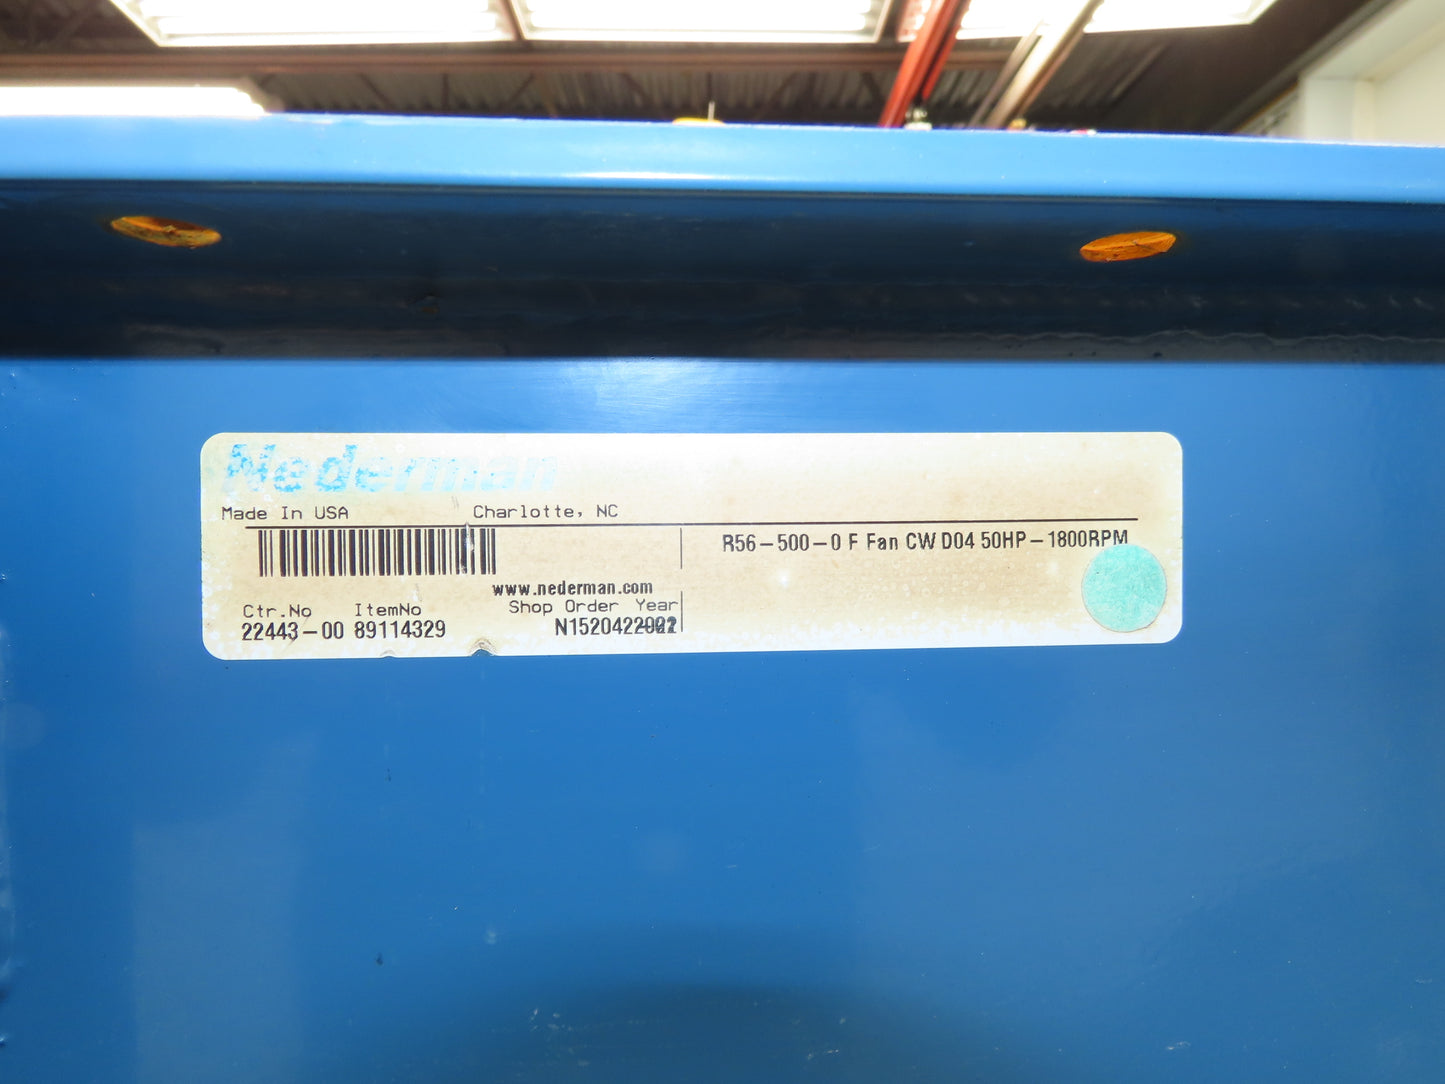 Nederman
Made In USA Charlotte, NC
R56-500-0 F Fan CW D04 50HP-1800RPM
www.nederman.com
Ctr.No ItemNo Shop Order Year
22443-00 89114329